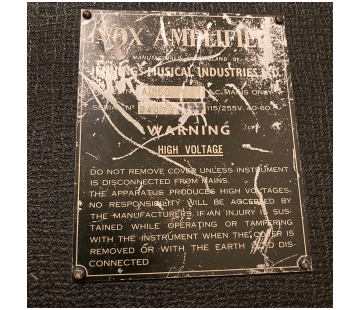 VOX AMPLIFIER
MANUFACTURED IN ENGLAND BY
JENNINGS MUSICAL INDUSTRIES LTD.
A.C. MAINS ONLY
SERIAL Nº 115/255V. 40-60
WARNING
HIGH VOLTAGE
DO NOT REMOVE COVER UNLESS INSTRUMENT
IS DISCONNECTED FROM MAINS.
THE APPARATUS PRODUCES HIGH VOLTAGES.
NO RESPONSIBILITY WILL BE ACCEPTED BY
THE MANUFACTURERS IF AN INJURY IS SUS-
TAINED WHILE OPERATING OR TAMPERING
WITH THE INSTRUMENT WHEN THE COVER IS
REMOVED OR WITH THE EARTH DIS-
CONNECTED